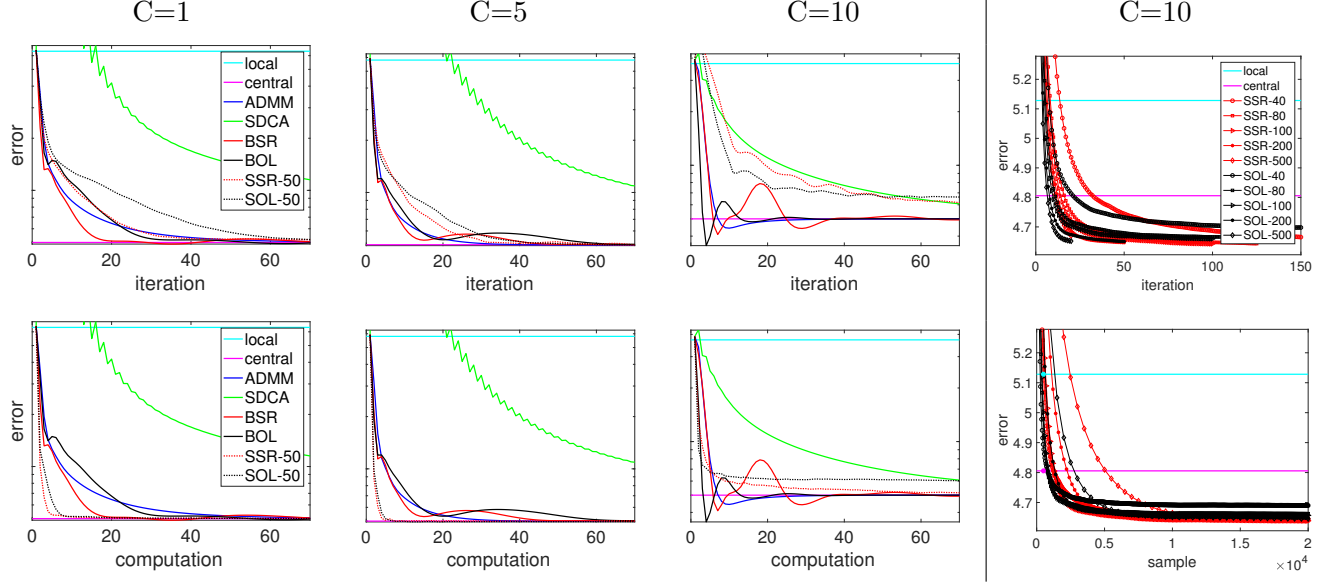 C=1
C=5
C=10
C=10
error
local
central
ADMM
SDCA
BSR
BOL
SSR-50
SOL-50
0 20 40 60
iteration
0 20 40 60
iteration
0 20 40 60
iteration
error
5.2
5.1
5
4.9
4.8
4.7
local
central
SSR-40
SSR-80
SSR-100
SSR-200
SSR-500
SOL-40
SOL-80
SOL-100
SOL-200
SOL-500
0 50 100 150
iteration
error
local
central
ADMM
SDCA
BSR
BOL
SSR-50
SOL-50
0 20 40 60
computation
0 20 40 60
computation
0 20 40 60
computation
error
5.2
5.1
5
4.9
4.8
4.7
0 0.5 1 1.5 2
sample
×10⁴